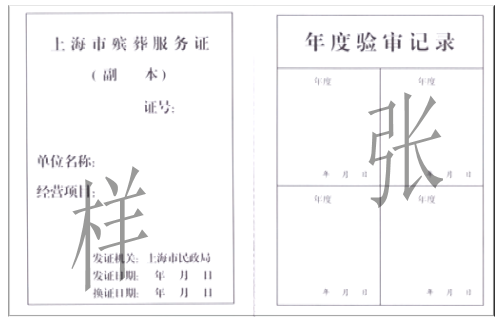 上海市殡葬服务证
(副 本)
证号:
单位名称:
经营项目:
发证机关: 上海市民政局
发证日期: 年 月 日
换证日期: 年 月 日
样
年度验审记录
年度 年度
年 月 日 年 月 日
年度 年度
年 月 日 年 月 日
张